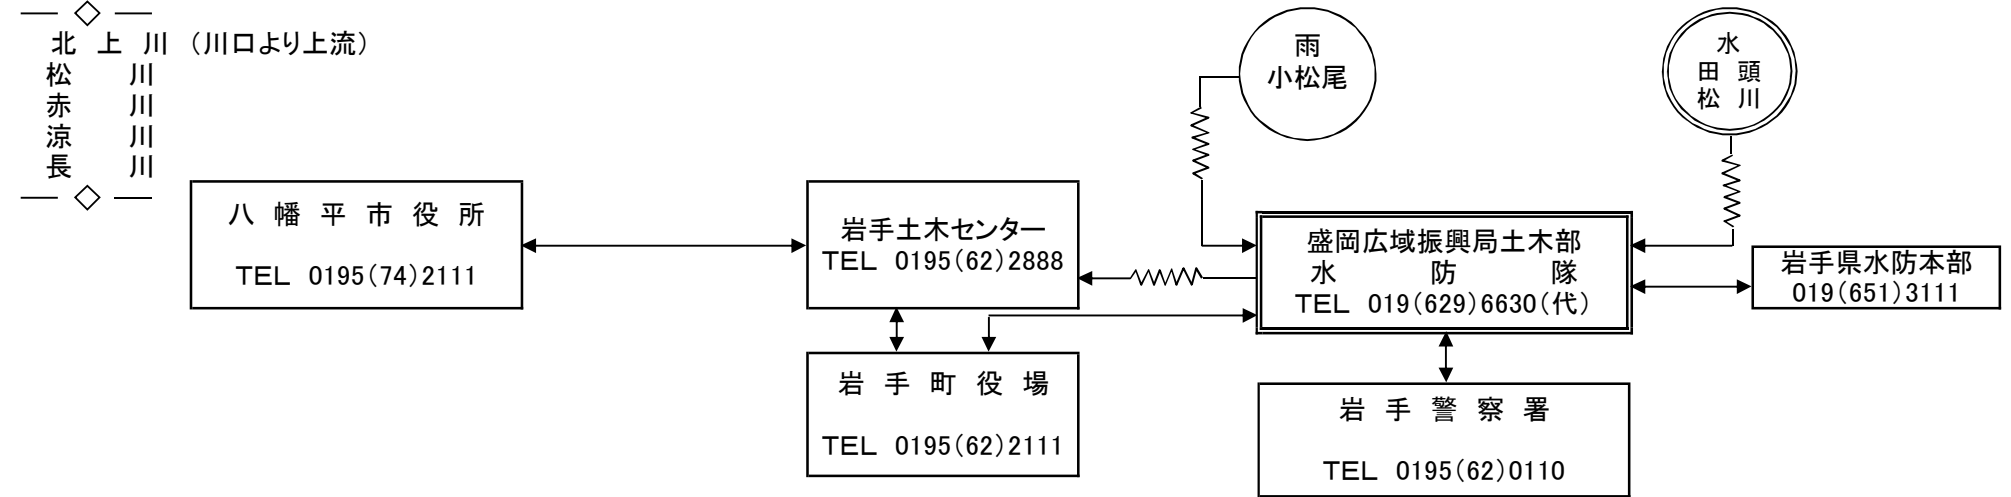 北 上 川 （川口より上流）
松 川
赤 川
涼 川
長 川
雨
小松尾
水
田 頭
松 川
八 幡 平 市 役 所
TEL 0195(74)2111
岩手土木センター
TEL 0195(62)2888
盛岡広域振興局土木部
水 防 隊
TEL 019(629)6630(代)
岩手県水防本部
019(651)3111
岩 手 町 役 場
TEL 0195(62)2111
岩 手 警 察 署
TEL 0195(62)0110